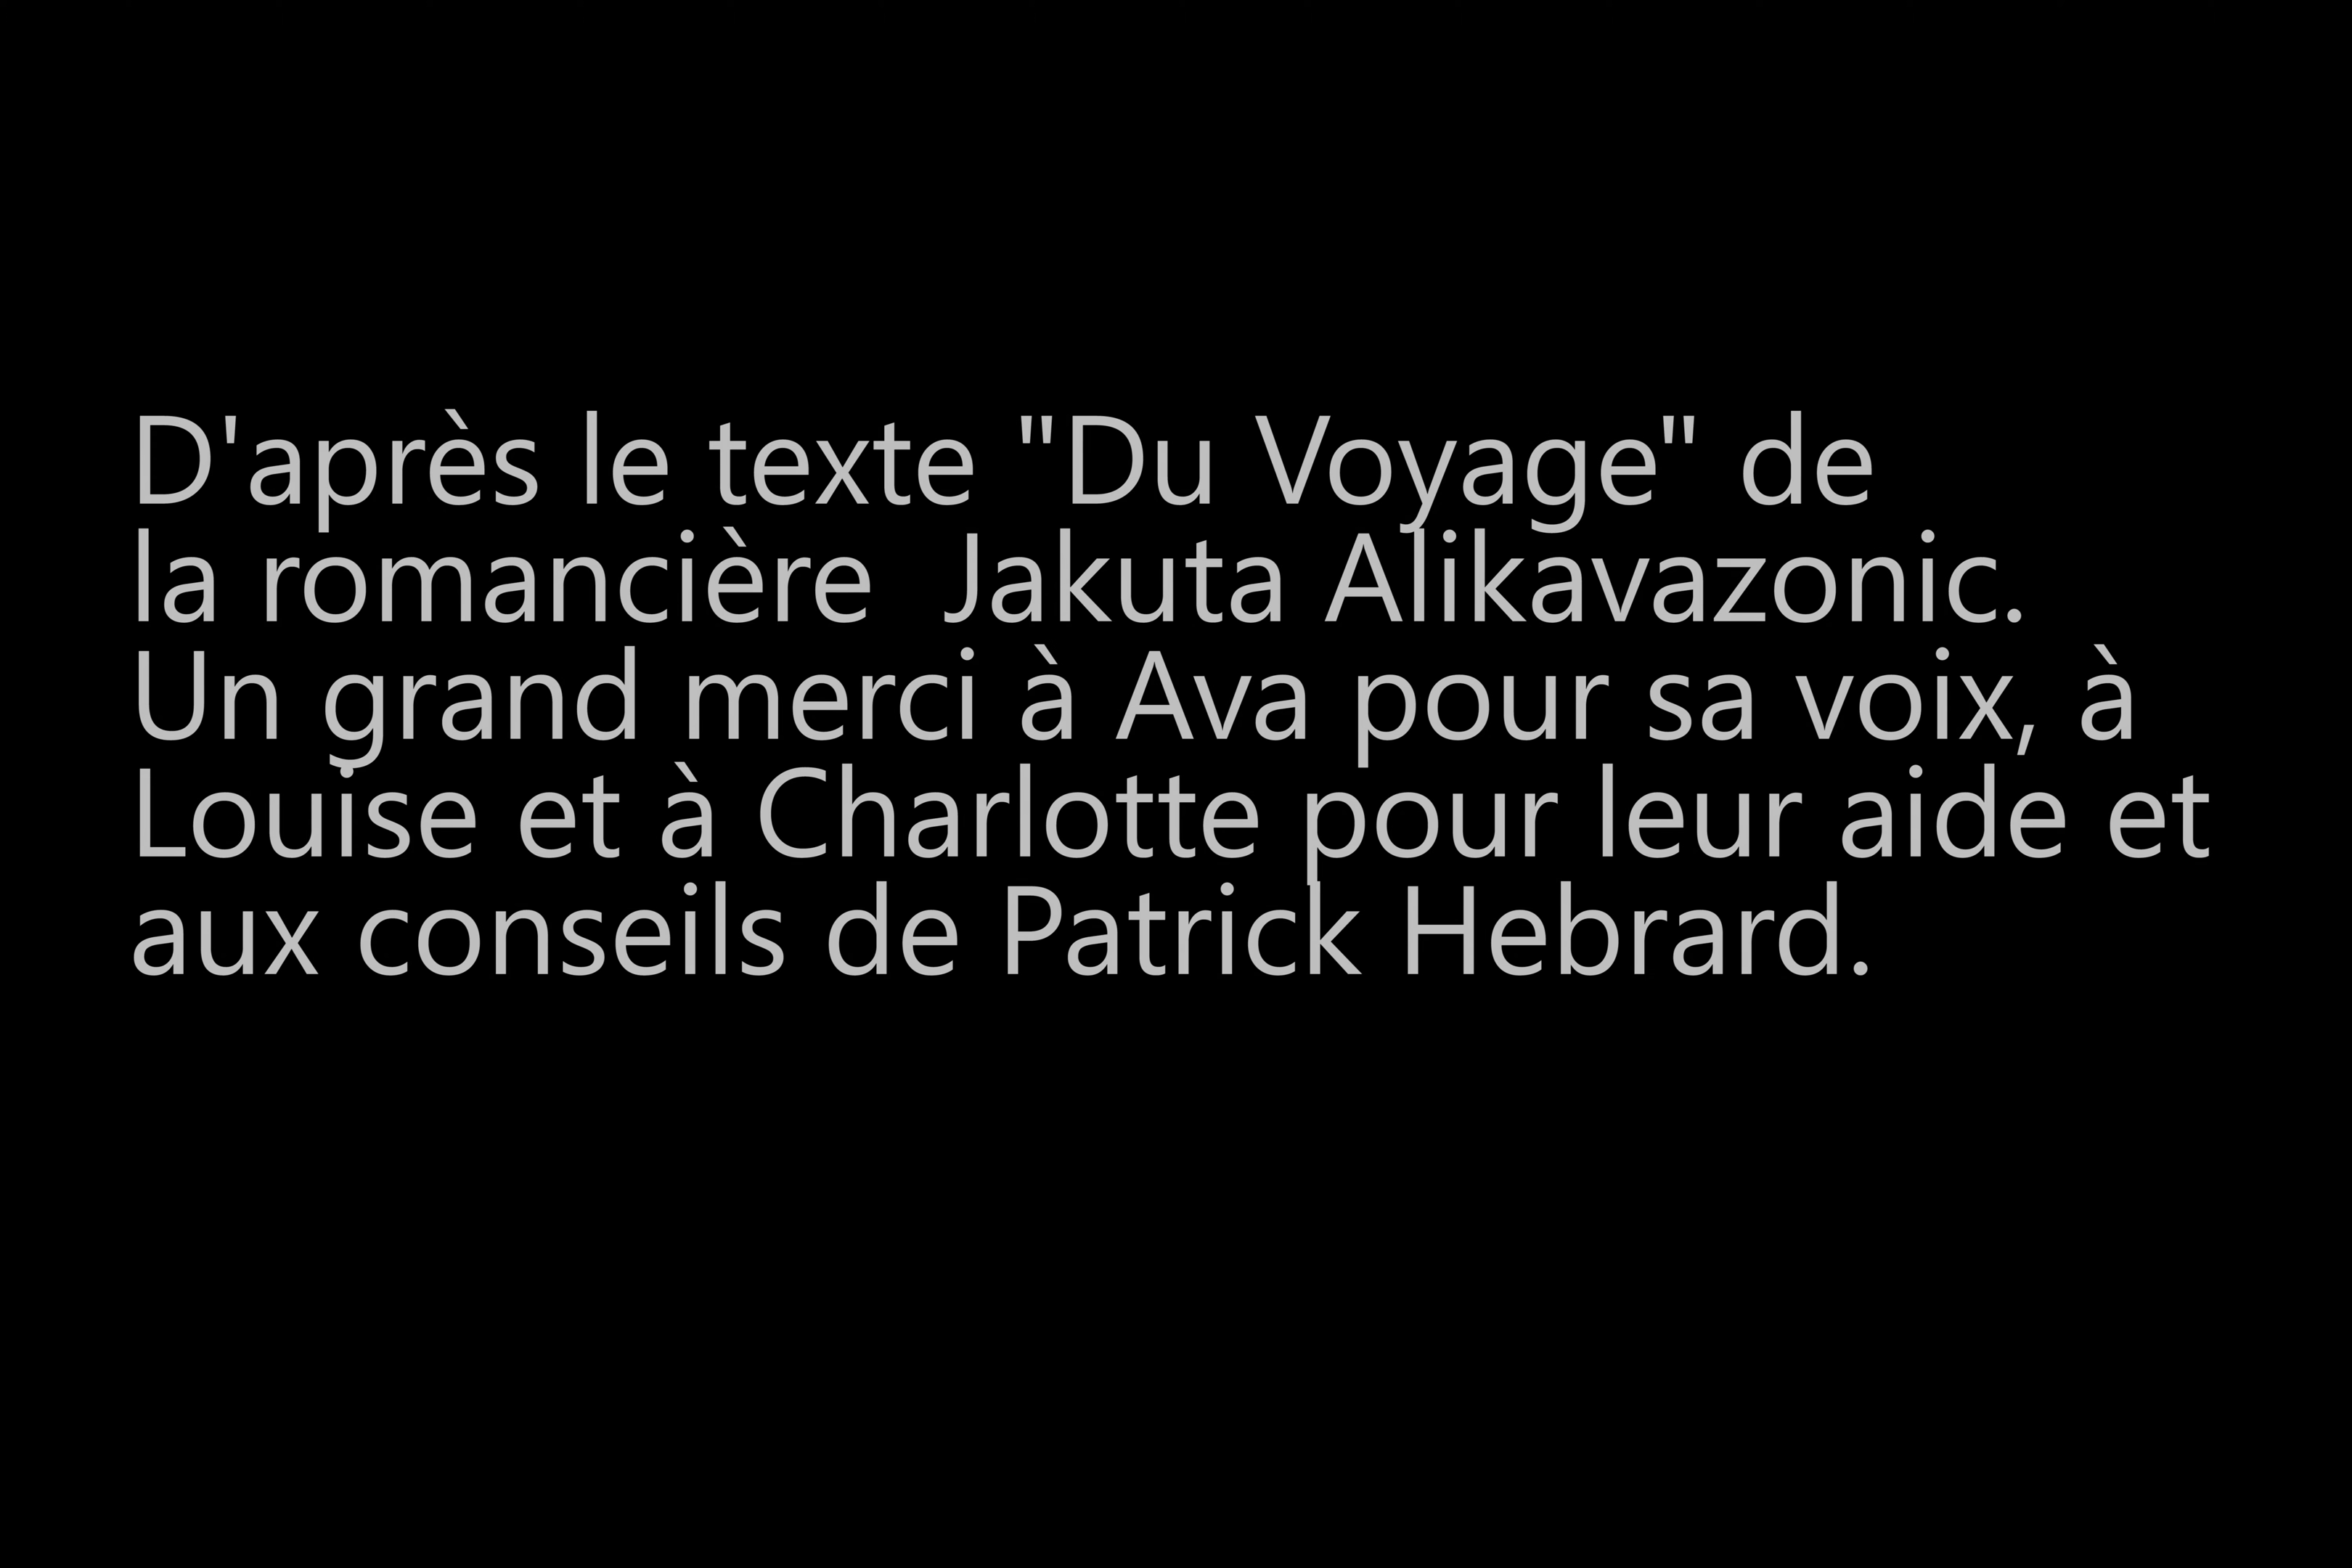 D'après le texte "Du Voyage" de
la romancière  Jakuta Alikavazonic.
Un grand merci à Ava pour sa voix, à
Louise et à Charlotte pour leur aide et
aux conseils de Patrick Hebrard.